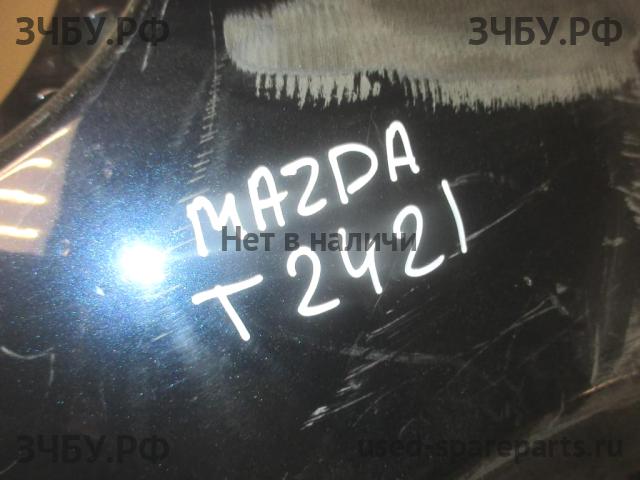 ЗЧБУ.РФ ЗЧБУ.РФ
MAZDA
Нет в наличи
T2421
ЗЧБУ.РФ used-spareparts.ru